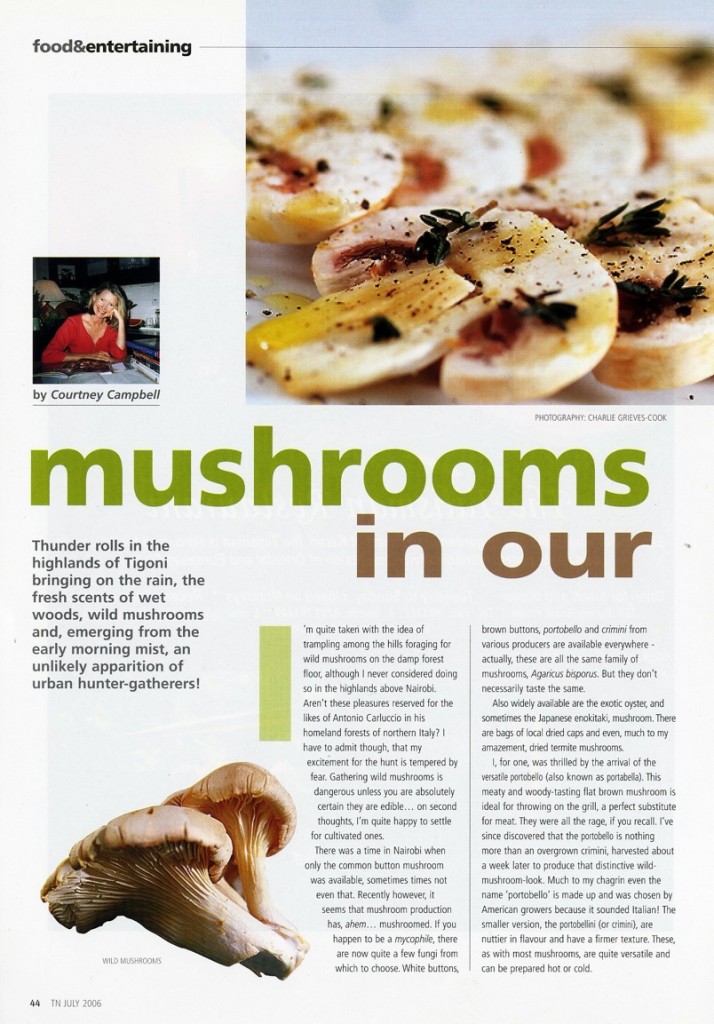 food&entertaining
by Courtney Campbell
PHOTOGRAPHY: CHARLIE GRIEVES-COOK
mushrooms
in our
Thunder rolls in the
highlands of Tigoni
bringing on the rain, the
fresh scents of wet
woods, wild mushrooms
and, emerging from the
early morning mist, an
unlikely apparition of
urban hunter-gatherers!
I'm quite taken with the idea of
trampling among the hills foraging for
wild mushrooms on the damp forest
floor, although I never considered doing
so in the highlands above Nairobi.
Aren't these pleasures reserved for the
likes of Antonio Carluccio in his
homeland forests of northern Italy? I
have to admit though, that my
excitement for the hunt is tempered by
fear. Gathering wild mushrooms is
dangerous unless you are absolutely
certain they are edible... on second
thoughts, I'm quite happy to settle
for cultivated ones.
There was a time in Nairobi when
only the common button mushroom
was available, sometimes times not
even that. Recently however, it
seems that mushroom production
has, ahem... mushroomed. If you
happen to be a mycophile, there
are now quite a few fungi from
which to choose. White buttons,
brown buttons, portobello and crimini from
various producers are available everywhere -
actually, these are all the same family of
mushrooms, Agaricus bisporus. But they don't
necessarily taste the same.
Also widely available are the exotic oyster, and
sometimes the Japanese enokitaki, mushroom. There
are bags of local dried caps and even, much to my
amazement, dried termite mushrooms.
I, for one, was thrilled by the arrival of the
versatile portobello (also known as portabella). This
meaty and woody-tasting flat brown mushroom is
ideal for throwing on the grill, a perfect substitute
for meat. They were all the rage, if you recall. I've
since discovered that the portobello is nothing
more than an overgrown crimini, harvested about
a week later to produce that distinctive wild-
mushroom-look. Much to my chagrin even the
name 'portobello' is made up and was chosen by
American growers because it sounded Italian! The
smaller version, the portobellini (or crimini), are
nuttier in flavour and have a firmer texture. These,
as with most mushrooms, are quite versatile and
can be prepared hot or cold.
WILD MUSHROOMS
44 TN JULY 2006